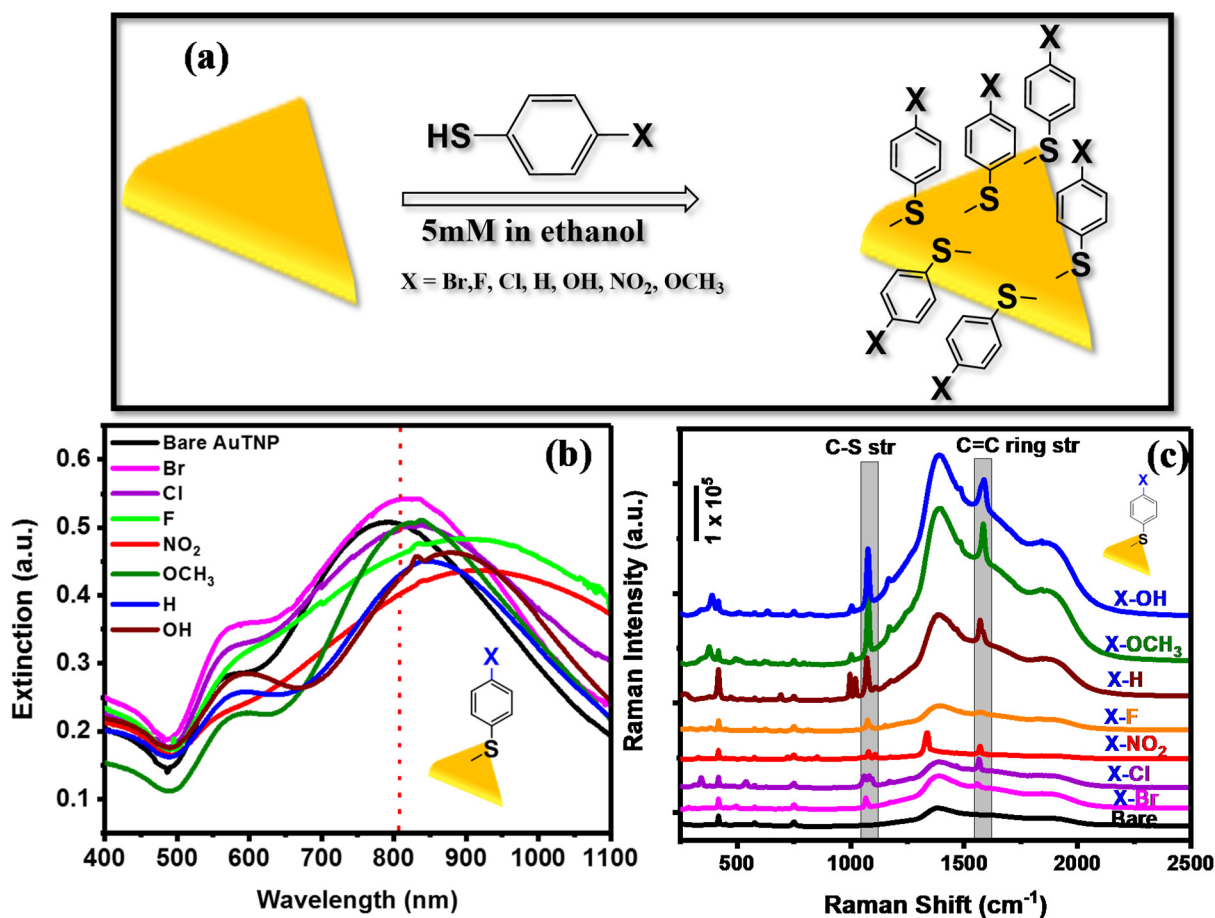 (a)
HS
X
5mM in ethanol
X = Br,F, Cl, H, OH, NO₂, OCH₃
X
X
X
X
S
S
S
S
S
S
X
X
(b)
Bare AuTNP
Br
Cl
F
NO₂
OCH₃
H
OH
0.6
0.5
0.4
0.3
0.2
0.1
Extinction (a.u.)
400 500 600 700 800 900 1000 1100
Wavelength (nm)
X
S
(c)
C-S str
C=C ring str
1 x 10⁵
X
S
X-OH
X-OCH₃
X-H
X-F
X-NO₂
X-Cl
X-Br
Bare
Raman Intensity (a.u.)
500 1000 1500 2000 2500
Raman Shift (cm⁻¹)